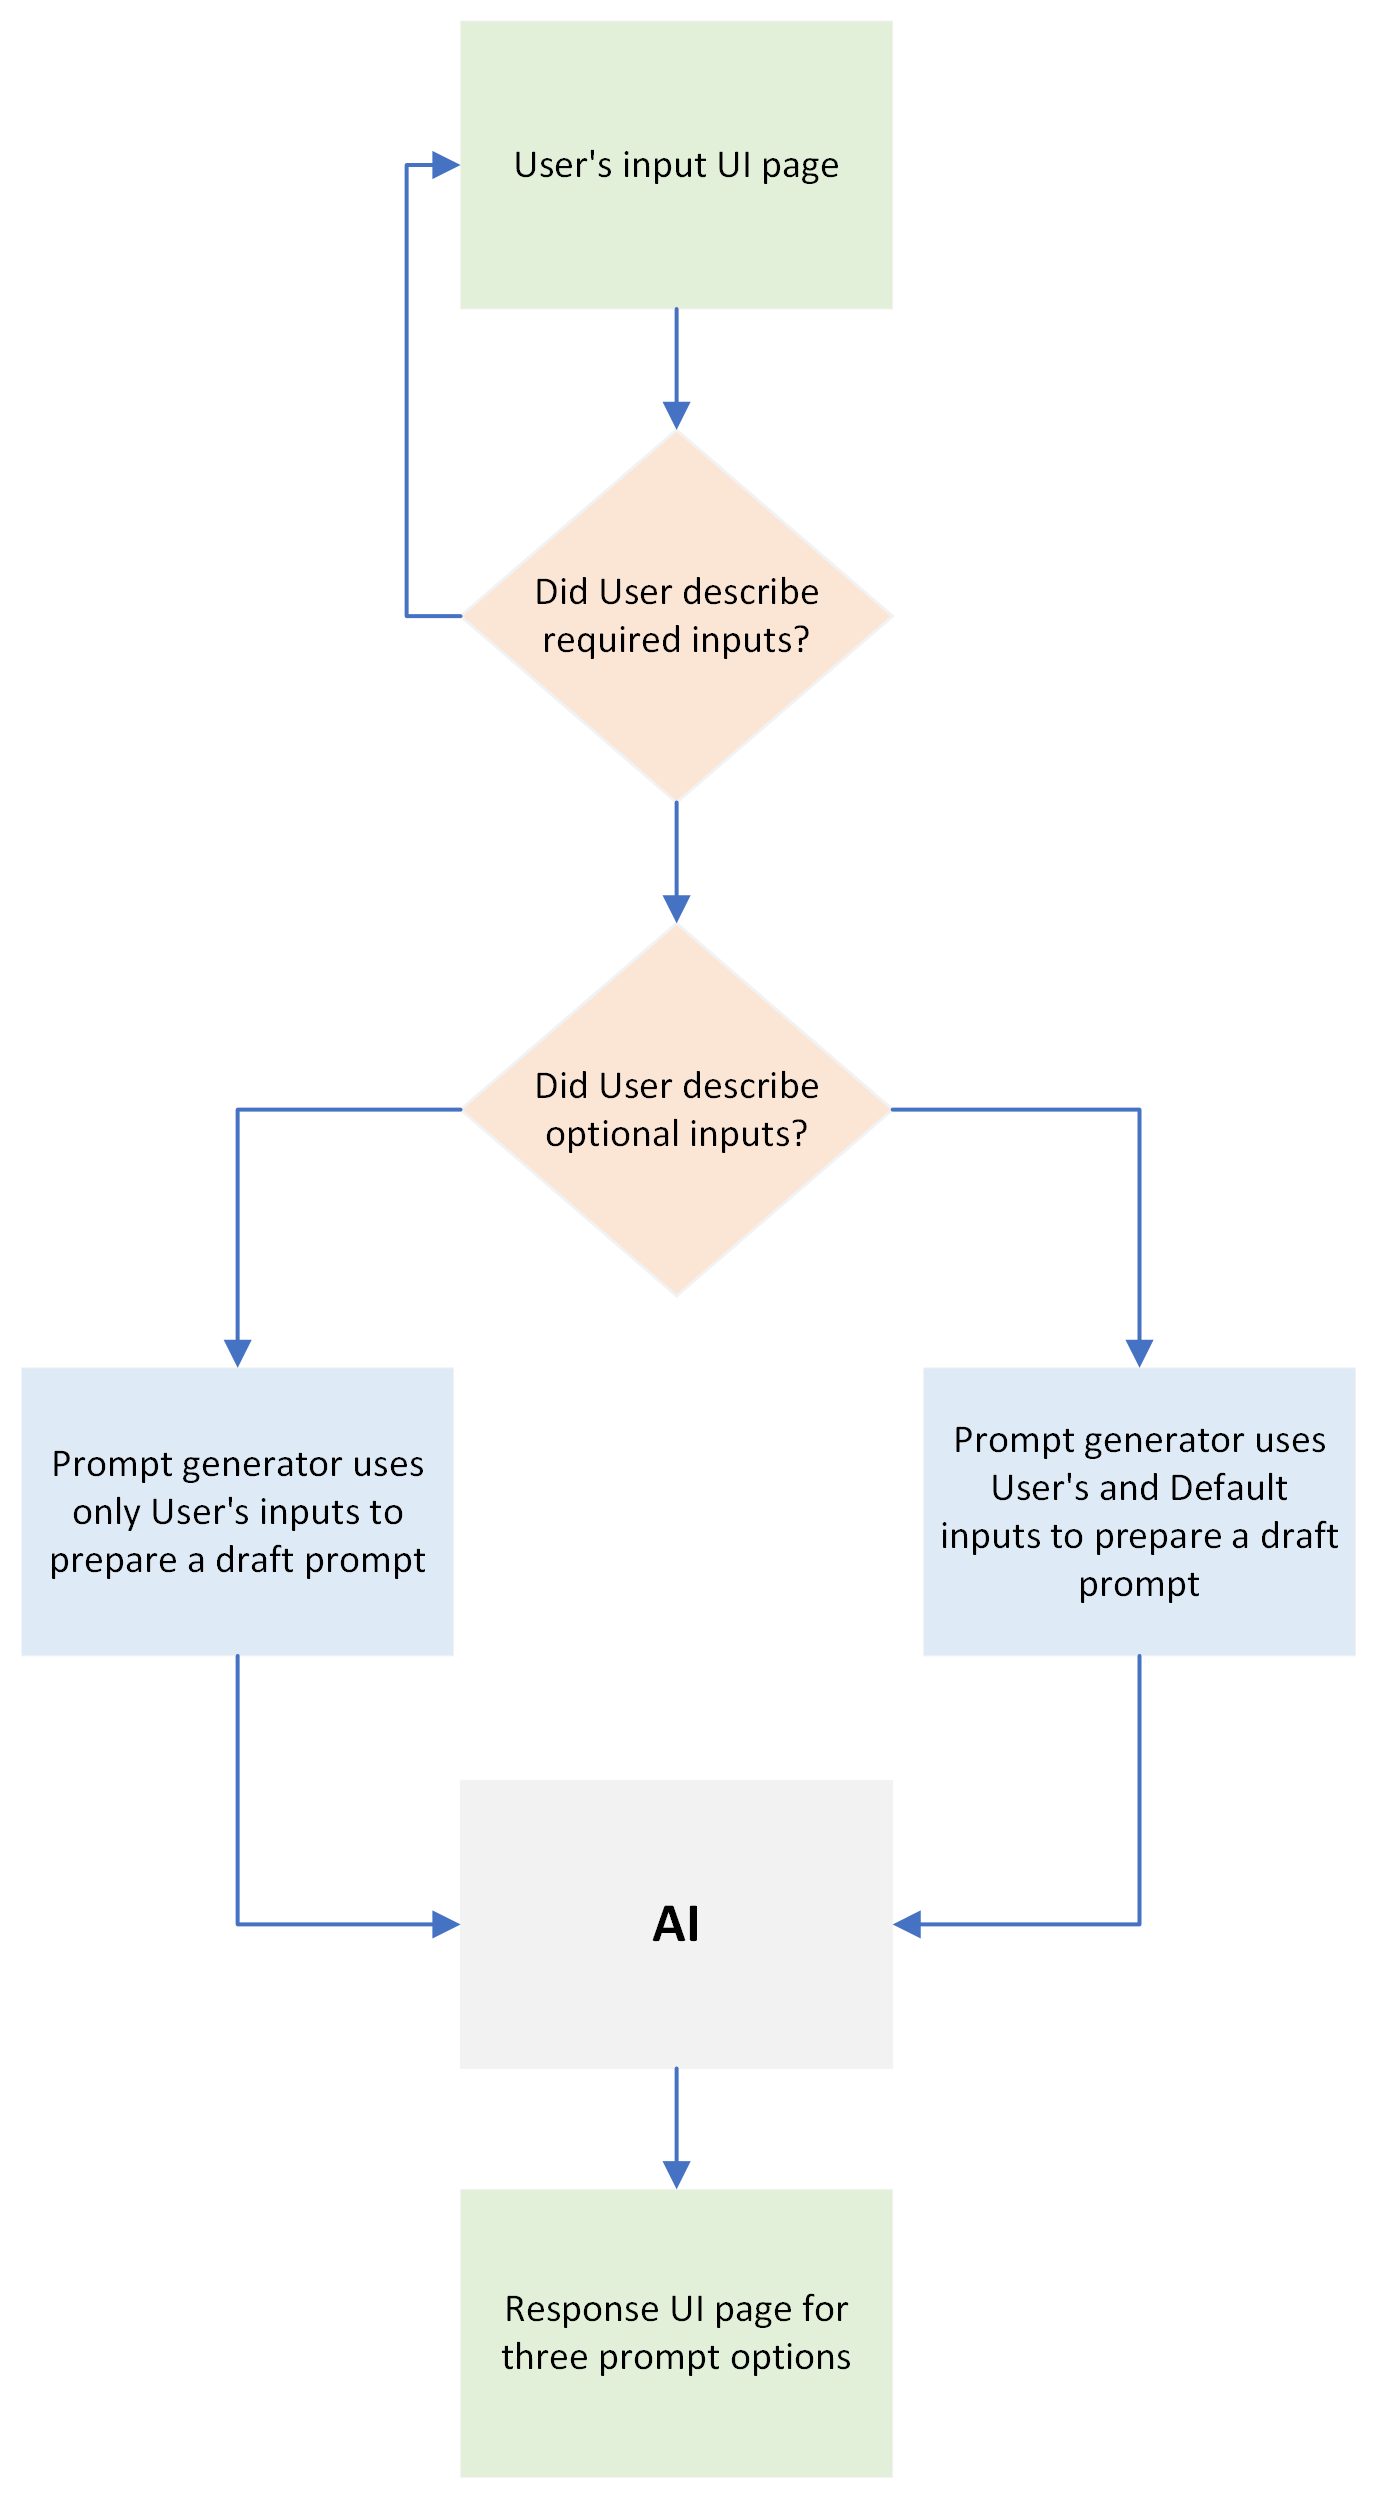 User's input UI page
Did User describe
required inputs?
Did User describe
optional inputs?
Prompt generator uses
only User's inputs to
prepare a draft prompt
Prompt generator uses
User's and Default
inputs to prepare a draft
prompt
AI
Response UI page for
three prompt options